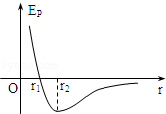 Eₚ
O r₁ r₂ r